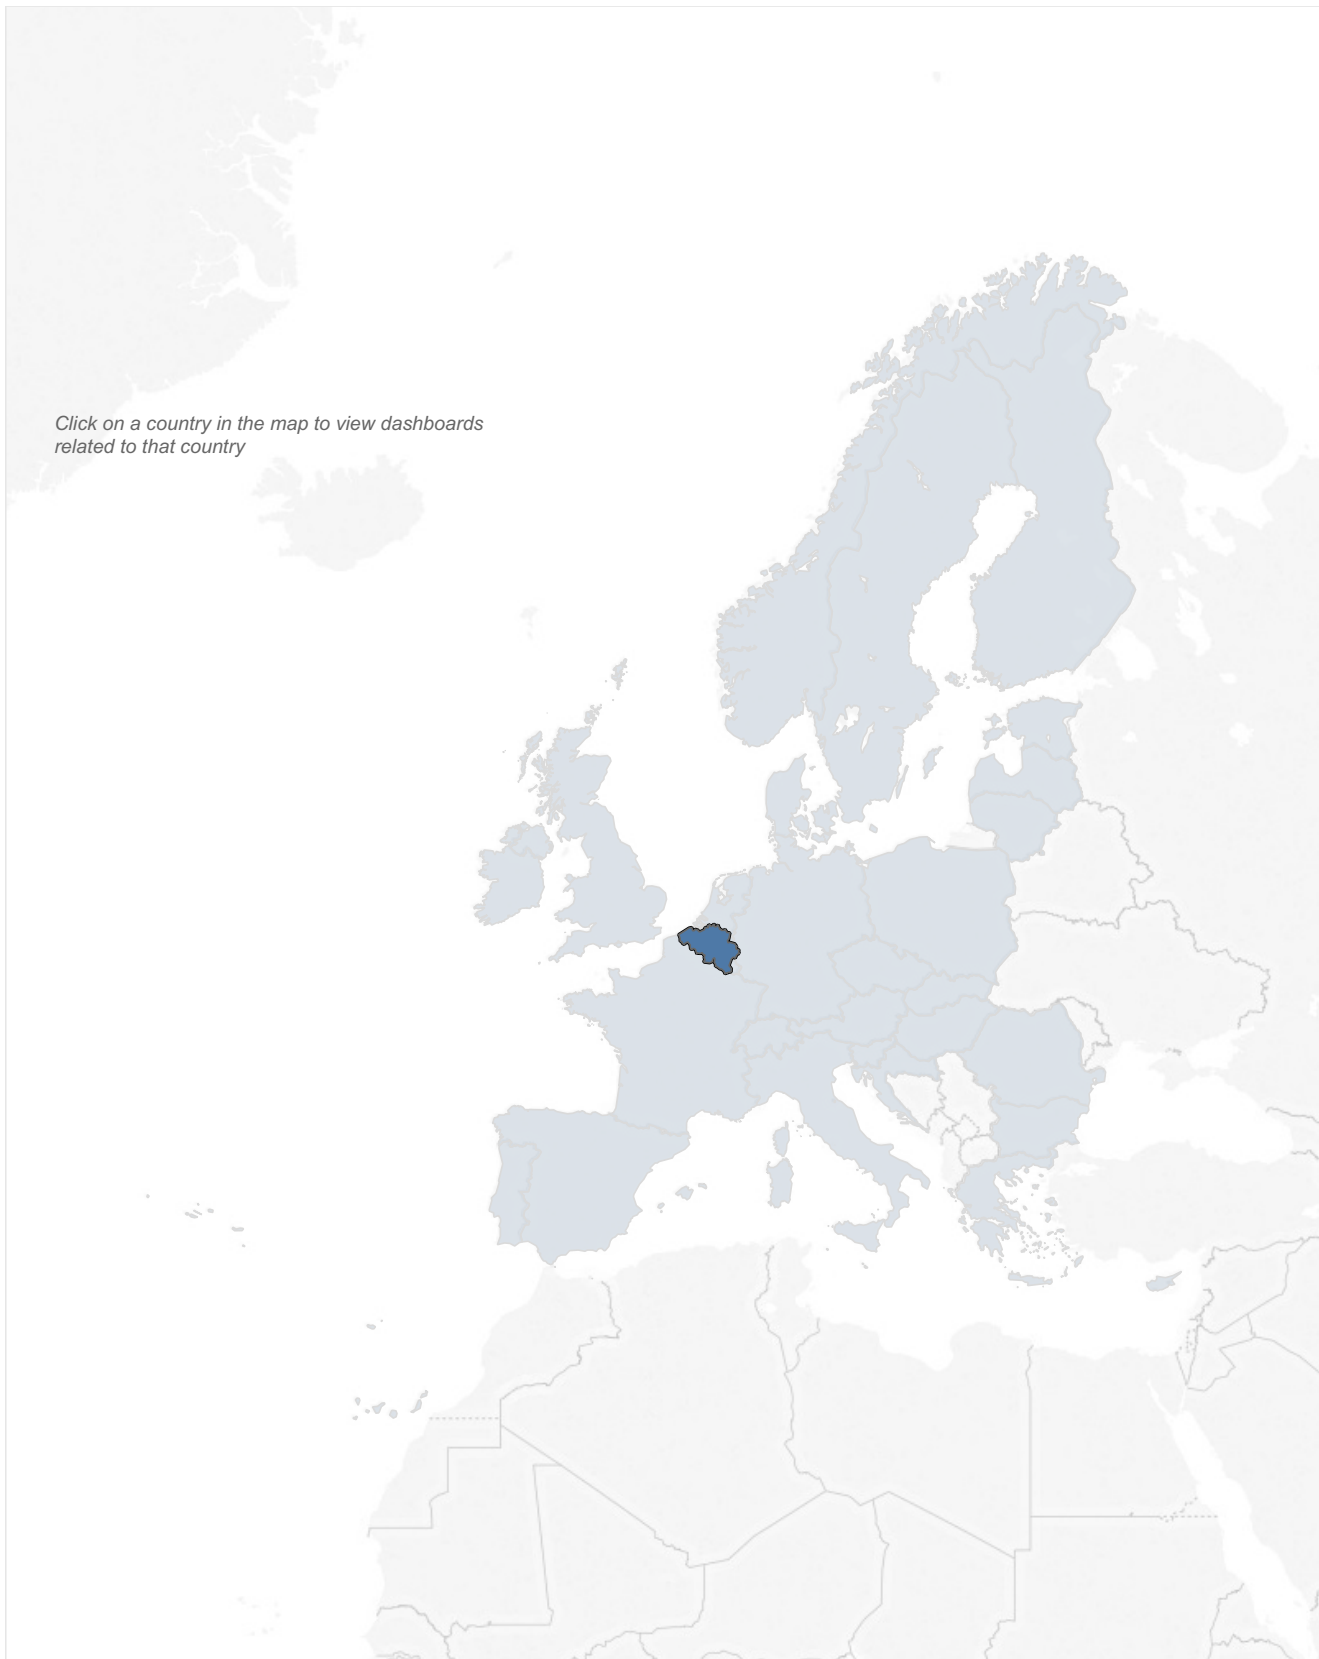 Click on a country in the map to view dashboards
related to that country